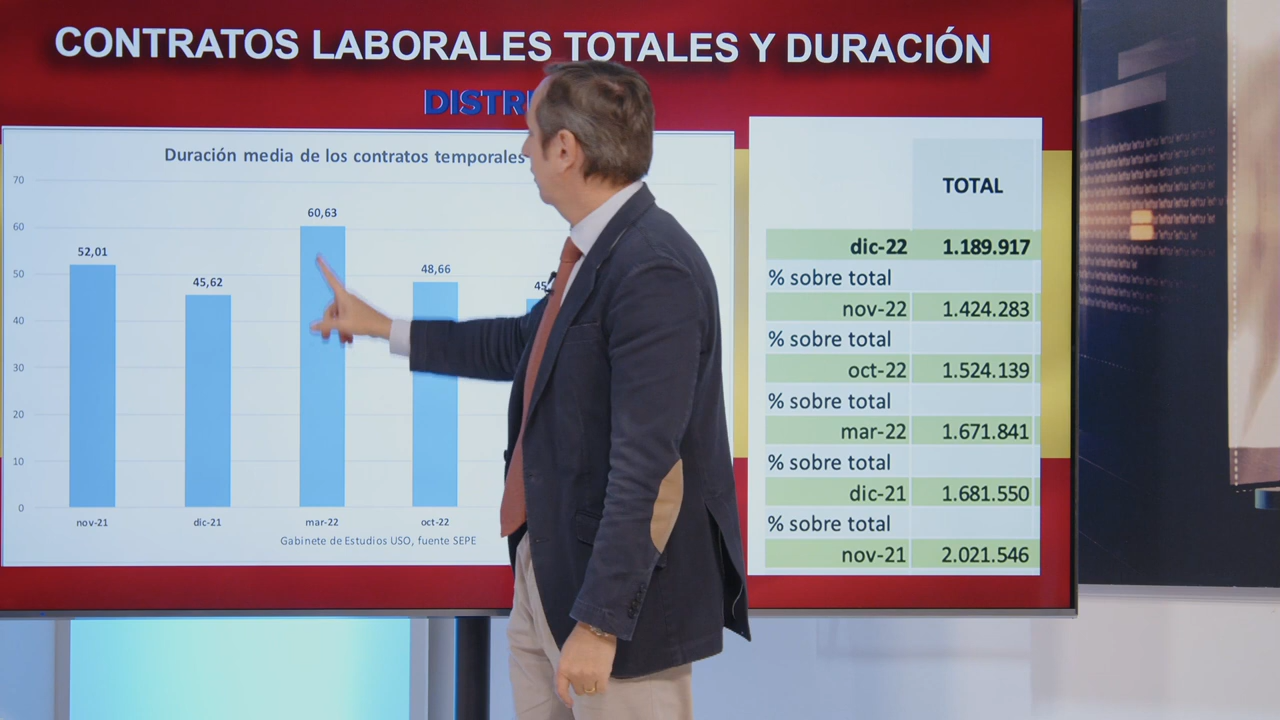 CONTRATOS LABORALES TOTALES Y DURACIÓN
Duración media de los contratos temporales
70
60
50
40
30
20
10
0
52,01
45,62
60,63
48,66
nov-21
dic-21
mar-22
oct-22
Gabinete de Estudios USO, fuente SEPE
TOTAL
dic-22 1.189.917
% sobre total
nov-22 1.424.283
% sobre total
oct-22 1.524.139
% sobre total
mar-22 1.671.841
% sobre total
dic-21 1.681.550
% sobre total
nov-21 2.021.546